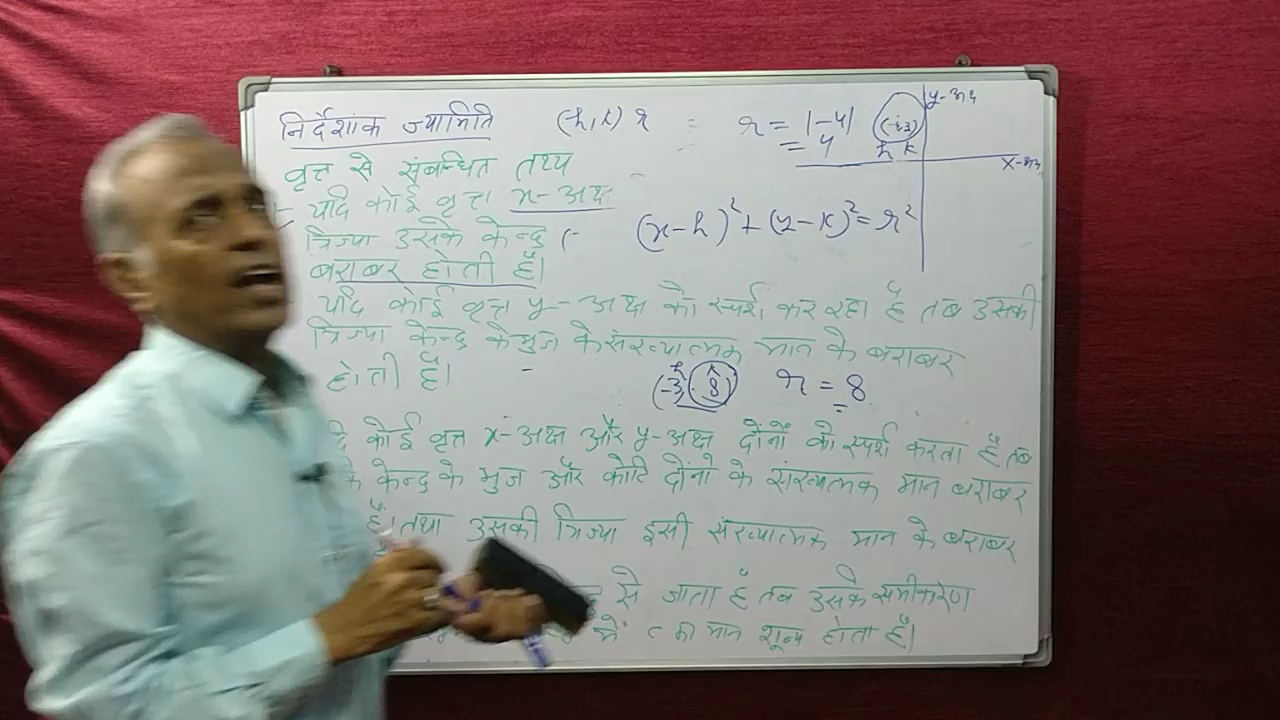 निर्देशांक ज्यामिति (h, k) r r = |-4|
= 4
y-अक्ष
h k
x-अक्ष
वृत्त से संबन्धित तथ्य
यदि कोई वृत्त x-अक्ष
त्रिज्या उसके केन्द्र (-
(x-h)² + (y-k)² = r²
बराबर होती है।
यदि कोई वृत्त y-अक्ष को स्पर्श कर रहा है तब उसकी
त्रिज्या केन्द्र के भुज के संख्यात्मक मान के बराबर
होती है। -
h k
(-3, 8) r = 8
कोई वृत्त x-अक्ष और y-अक्ष दोनों को स्पर्श करता है तब
के केन्द्र के भुज और कोटि दोनों के संख्यात्मक मान बराबर
हैं। तथा उसकी त्रिज्या इसी संख्यात्मक मान के बराबर
से जाता है तब उसके समीकरण
में c का मान शून्य होता है।